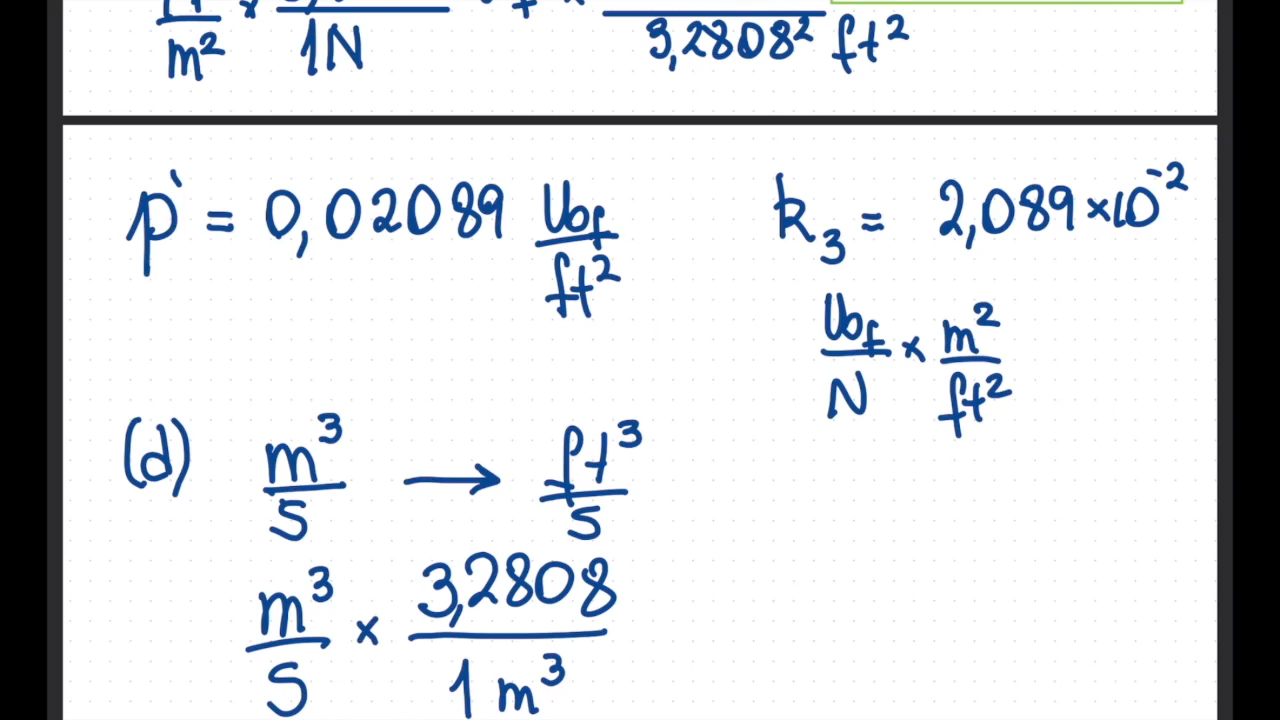 m² × 1N 3,2808² ft²
p' = 0,02089 lbf/ft² k₃ = 2,089 × 10⁻²
lbf/N × m²/ft²
(d) m³/s → ft³/s
m³/s × 3,2808/1 m³